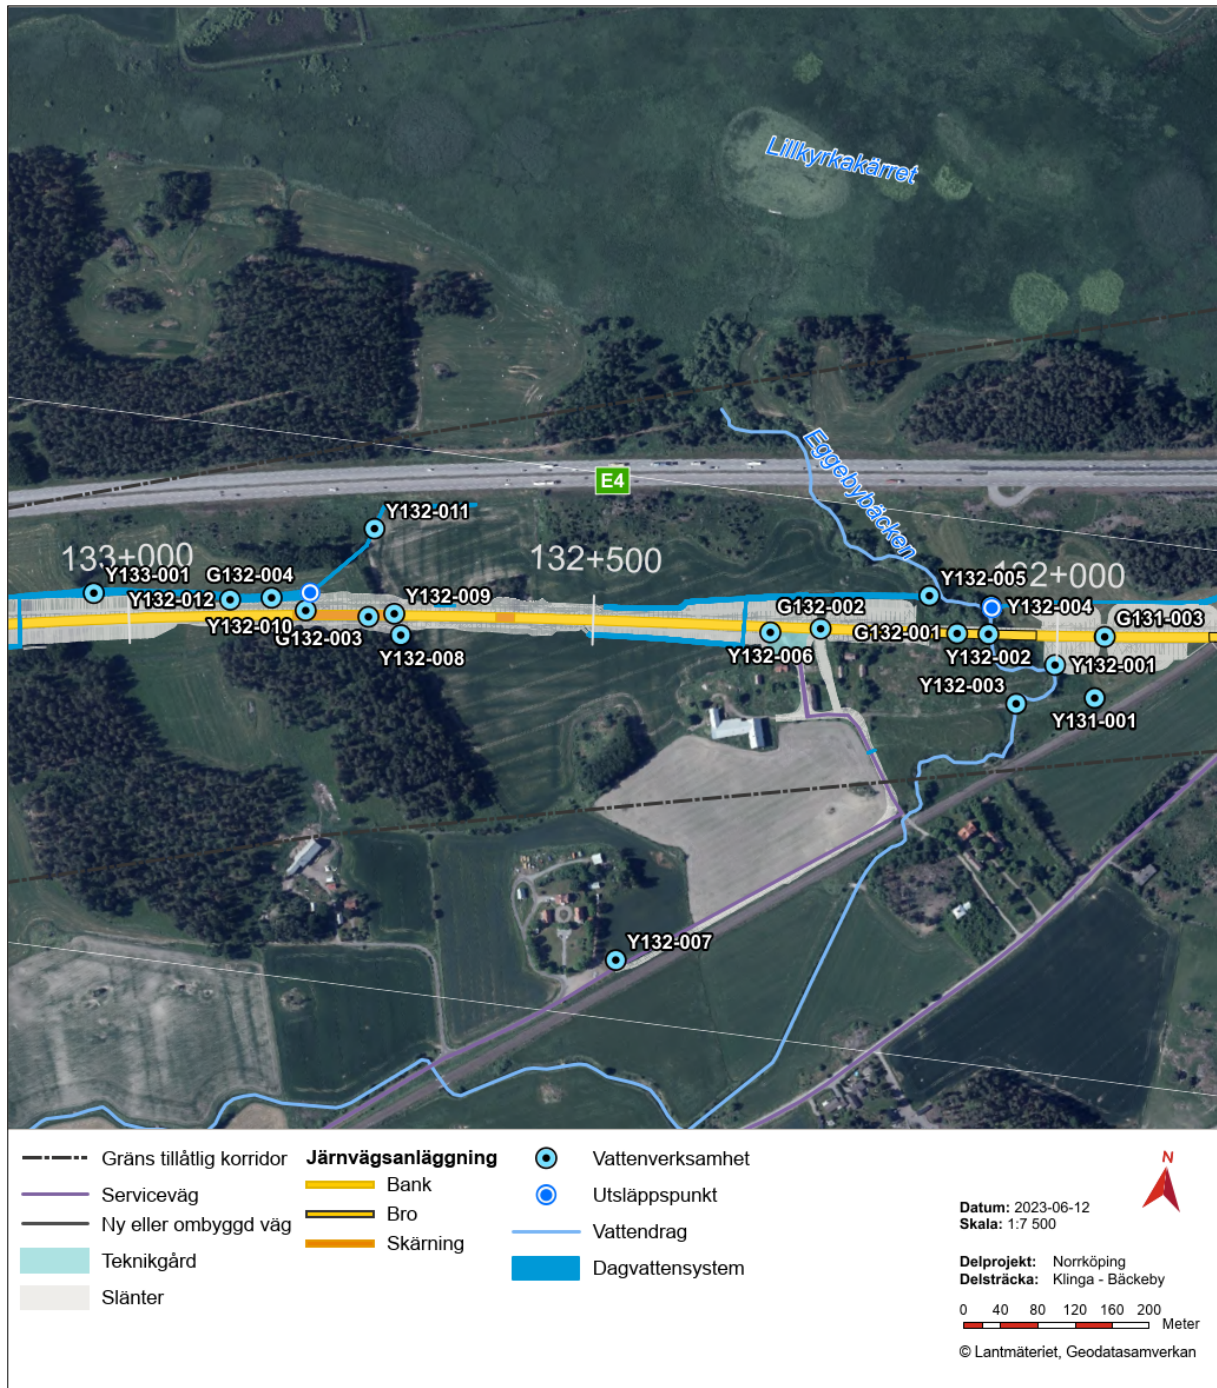 Lillkyrkakärret
Eggebybäcken
E4
Y132-011
133+000
132+500
132+000
Y133-001
G132-004
Y132-012
Y132-009
Y132-010
G132-003
Y132-008
Y132-005
G132-002
Y132-004
G132-001
G131-003
Y132-006
Y132-002
Y132-001
Y132-003
Y131-001
Y132-007
Gräns tillåtlig korridor
Serviceväg
Ny eller ombyggd väg
Teknikgård
Slänter
Järnvägsanläggning
Bank
Bro
Skärning
Vattenverksamhet
Utsläppspunkt
Vattendrag
Dagvattensystem
N
Datum: 2023-06-12
Skala: 1:7 500
Delprojekt: Norrköping
Delsträcka: Klinga - Bäckeby
0 40 80 120 160 200
Meter
© Lantmäteriet, Geodatasamverkan